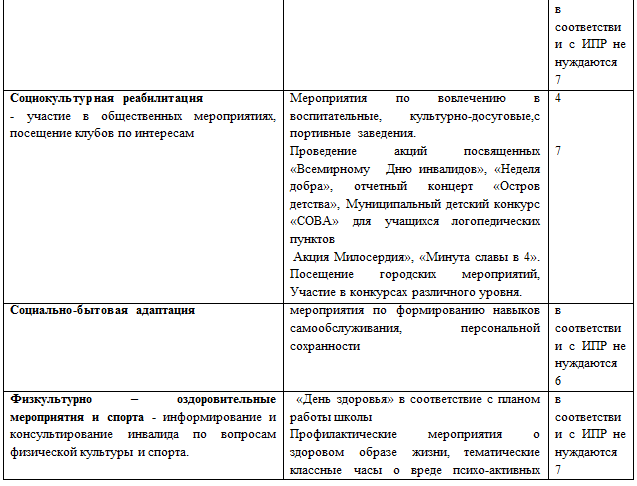 в
соответстви
и с ИПР не
нуждаются
7
Социокультурная реабилитация
- участие в общественных мероприятиях,
посещение клубов по интересам
Мероприятия по вовлечению в
воспитательные, культурно-досуговые,с
портивные заведения.
Проведение акций посвященных
«Всемирному Дню инвалидов», «Неделя
добра», отчетный концерт «Остров
детства», Муниципальный детский конкурс
«СОВА» для учащихся логопедических
пунктов
Акция Милосердия», «Минута славы в 4».
Посещение городских мероприятий,
Участие в конкурсах различного уровня.
4
7
Социально-бытовая адаптация
мероприятия по формированию навыков
самообслуживания, персональной
сохранности
в
соответстви
и с ИПР не
нуждаются
6
Физкультурно – оздоровительные
мероприятия и спорта - информирование и
консультирование инвалида по вопросам
физической культуры и спорта.
«День здоровья» в соответствие с планом
работы школы
Профилактические мероприятия о
здоровом образе жизни, тематические
классные часы о вреде психо-активных
в
соответстви
и с ИПР не
нуждаются
7